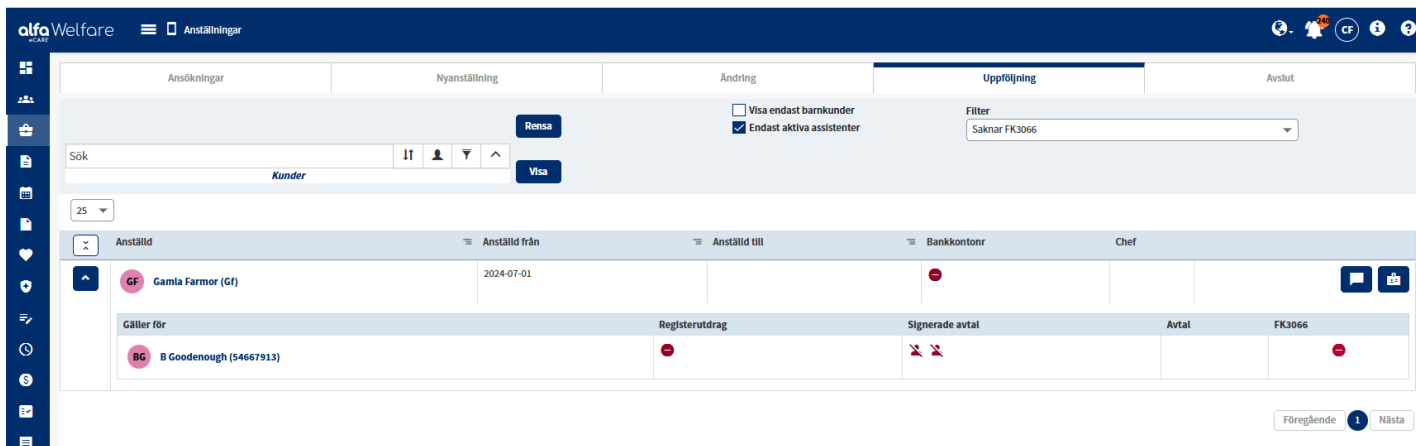 alfa Welfare
eCARE
Anställningar
240
CF
Ansökningar
Nyanställning
Ändring
Uppföljning
Avslut
Rensa
Visa endast barnkunder
Endast aktiva assistenter
Filter
Saknar FK3066
Sök
Kunder
Visa
25
Anställd
Anställd från
Anställd till
Bankkontonr
Chef
GF
Gamla Farmor (Gf)
2024-07-01
Gäller för
Registerutdrag
Signerade avtal
Avtal
FK3066
BG
B Goodenough (54667913)
Föregående
1
Nästa